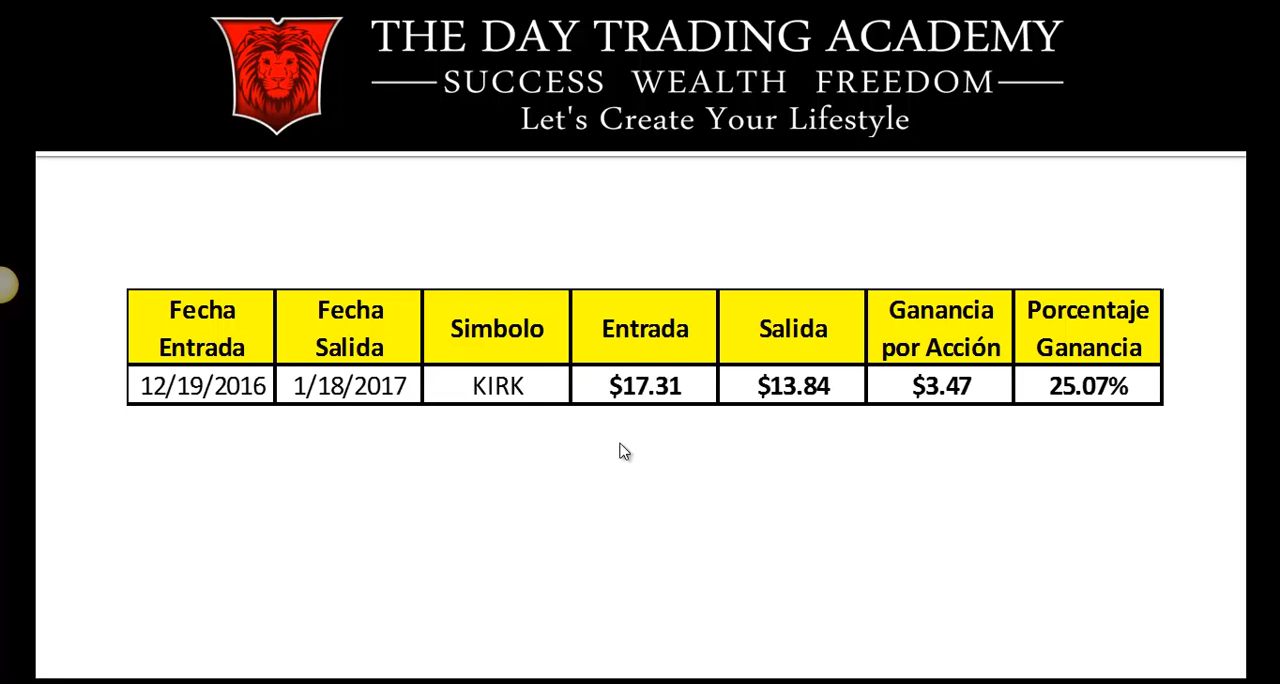 THE DAY TRADING ACADEMY
SUCCESS WEALTH FREEDOM
Let's Create Your Lifestyle
Fecha Entrada
Fecha Salida
Simbolo
Entrada
Salida
Ganancia por Acción
Porcentaje Ganancia
12/19/2016
1/18/2017
KIRK
$17.31
$13.84
$3.47
25.07%